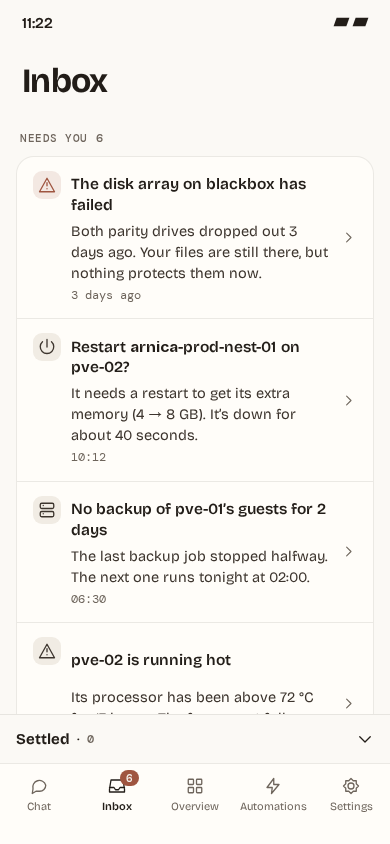 11:22
Inbox
NEEDS YOU 6
The disk array on blackbox has
failed
Both parity drives dropped out 3
days ago. Your files are still there, but
nothing protects them now.
3 days ago
Restart arnica-prod-nest-01 on
pve-02?
It needs a restart to get its extra
memory (4 → 8 GB). It's down for
about 40 seconds.
10:12
No backup of pve-01's guests for 2
days
The last backup job stopped halfway.
The next one runs tonight at 02:00.
06:30
pve-02 is running hot
Its processor has been above 72 °C
Settled · 0
6
Chat
Inbox
Overview
Automations
Settings